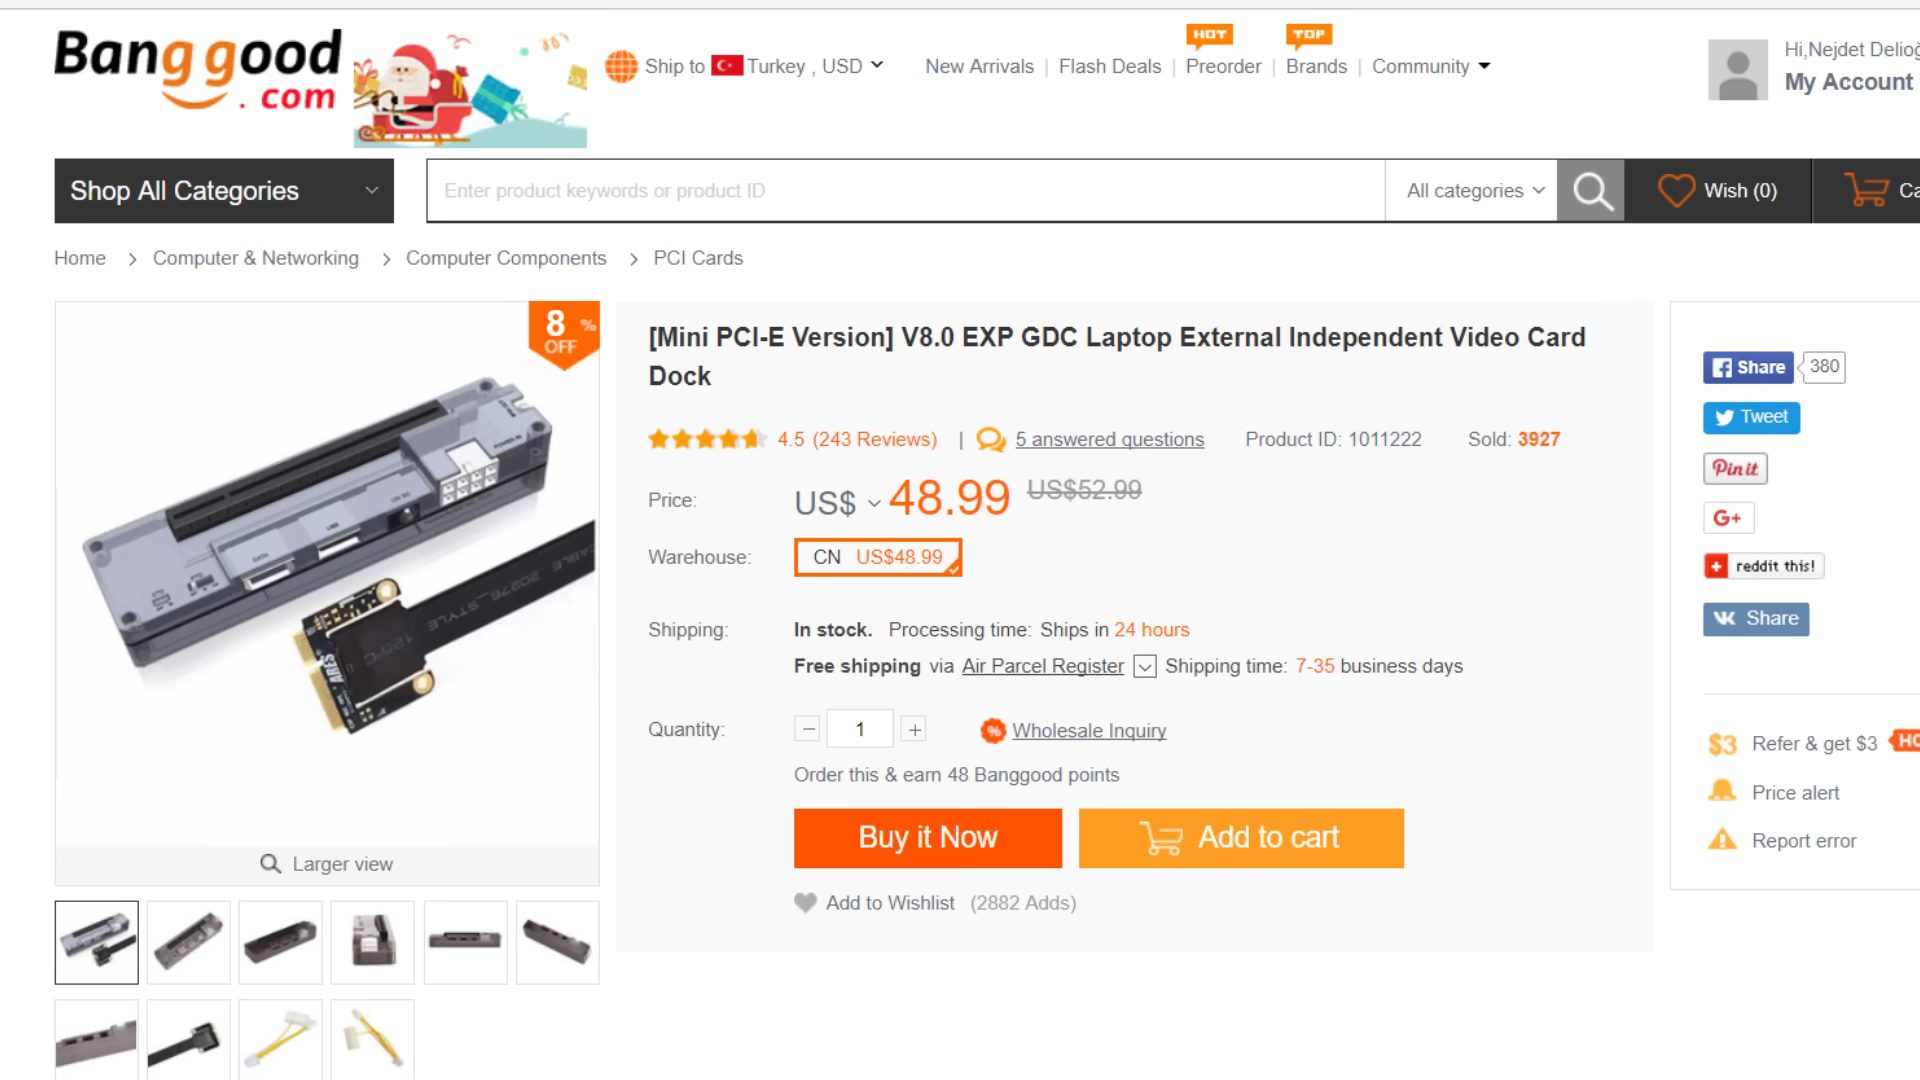 Banggood
.com
Ship to Turkey , USD
New Arrivals | Flash Deals | Preorder | Brands | Community
HOT
TOP
Hi,Nejdet
My Account
Shop All Categories
Enter product keywords or product ID
All categories
Wish (0)
Home > Computer & Networking > Computer Components > PCI Cards
8 %
OFF
[Mini PCI-E Version] V8.0 EXP GDC Laptop External Independent Video Card
Dock
4.5 (243 Reviews) | 5 answered questions Product ID: 1011222 Sold: 3927
Price: US$ 48.99 US$52.99
Warehouse: CN US$48.99
Shipping: In stock. Processing time: Ships in 24 hours
Free shipping via Air Parcel Register Shipping time: 7-35 business days
Quantity: − 1 + % Wholesale Inquiry
Order this & earn 48 Banggood points
Buy it Now
Add to cart
Add to Wishlist (2882 Adds)
Larger view
Share 380
Tweet
Pin it
G+
reddit this!
Share
$3 Refer & get $3
Price alert
Report error